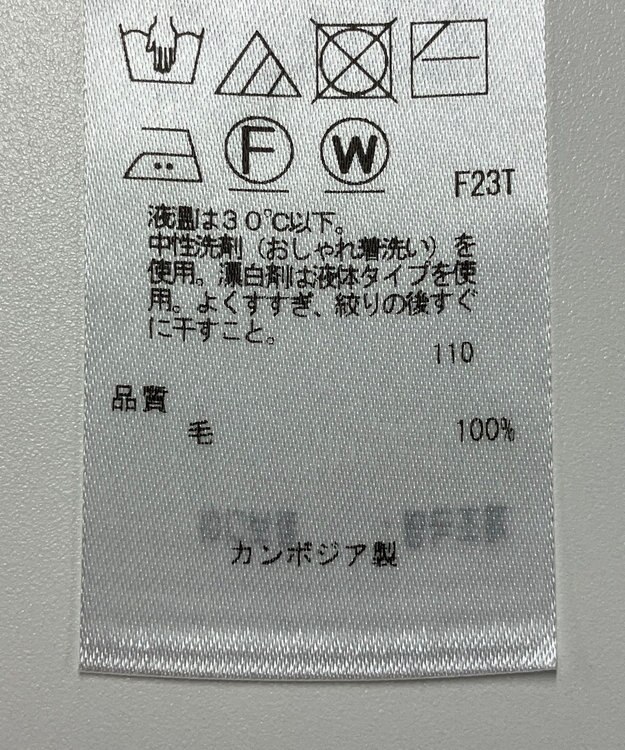 F
W
F23T
液温は30℃以下。
中性洗剤（おしゃれ着洗い）を
使用。漂白剤は液体タイプを使
用。よくすすぎ、絞りの後すぐ
に干すこと。
110
品質
毛 100%
カンボジア製